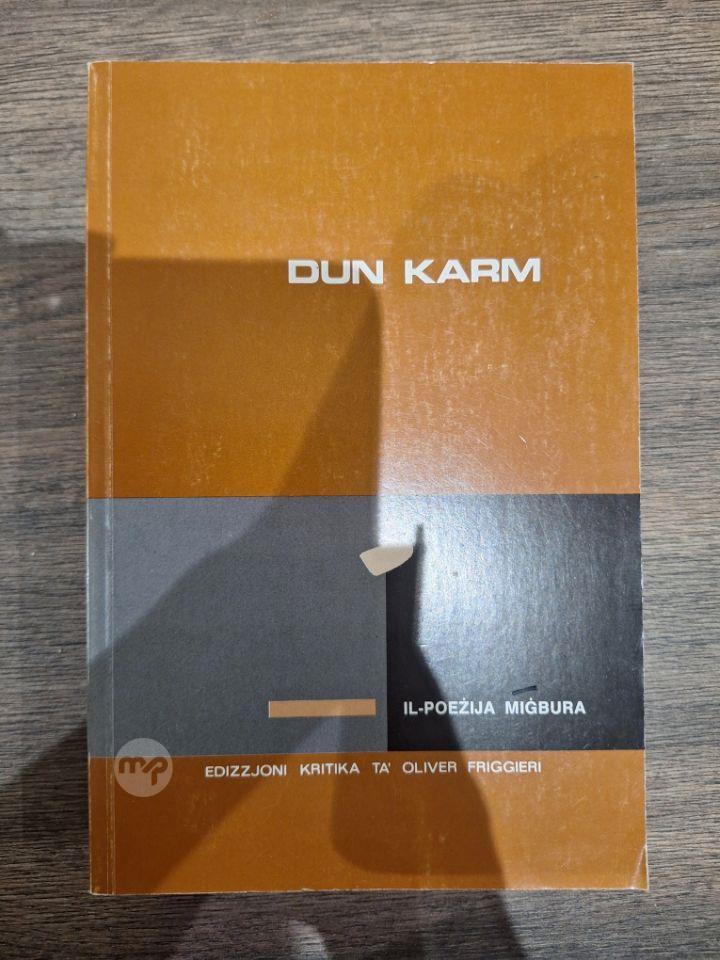 DUN KARM
IL-POEŻIJA MIĠBURA
EDIZZJONI KRITIKA TA' OLIVER FRIGGIERI
mp